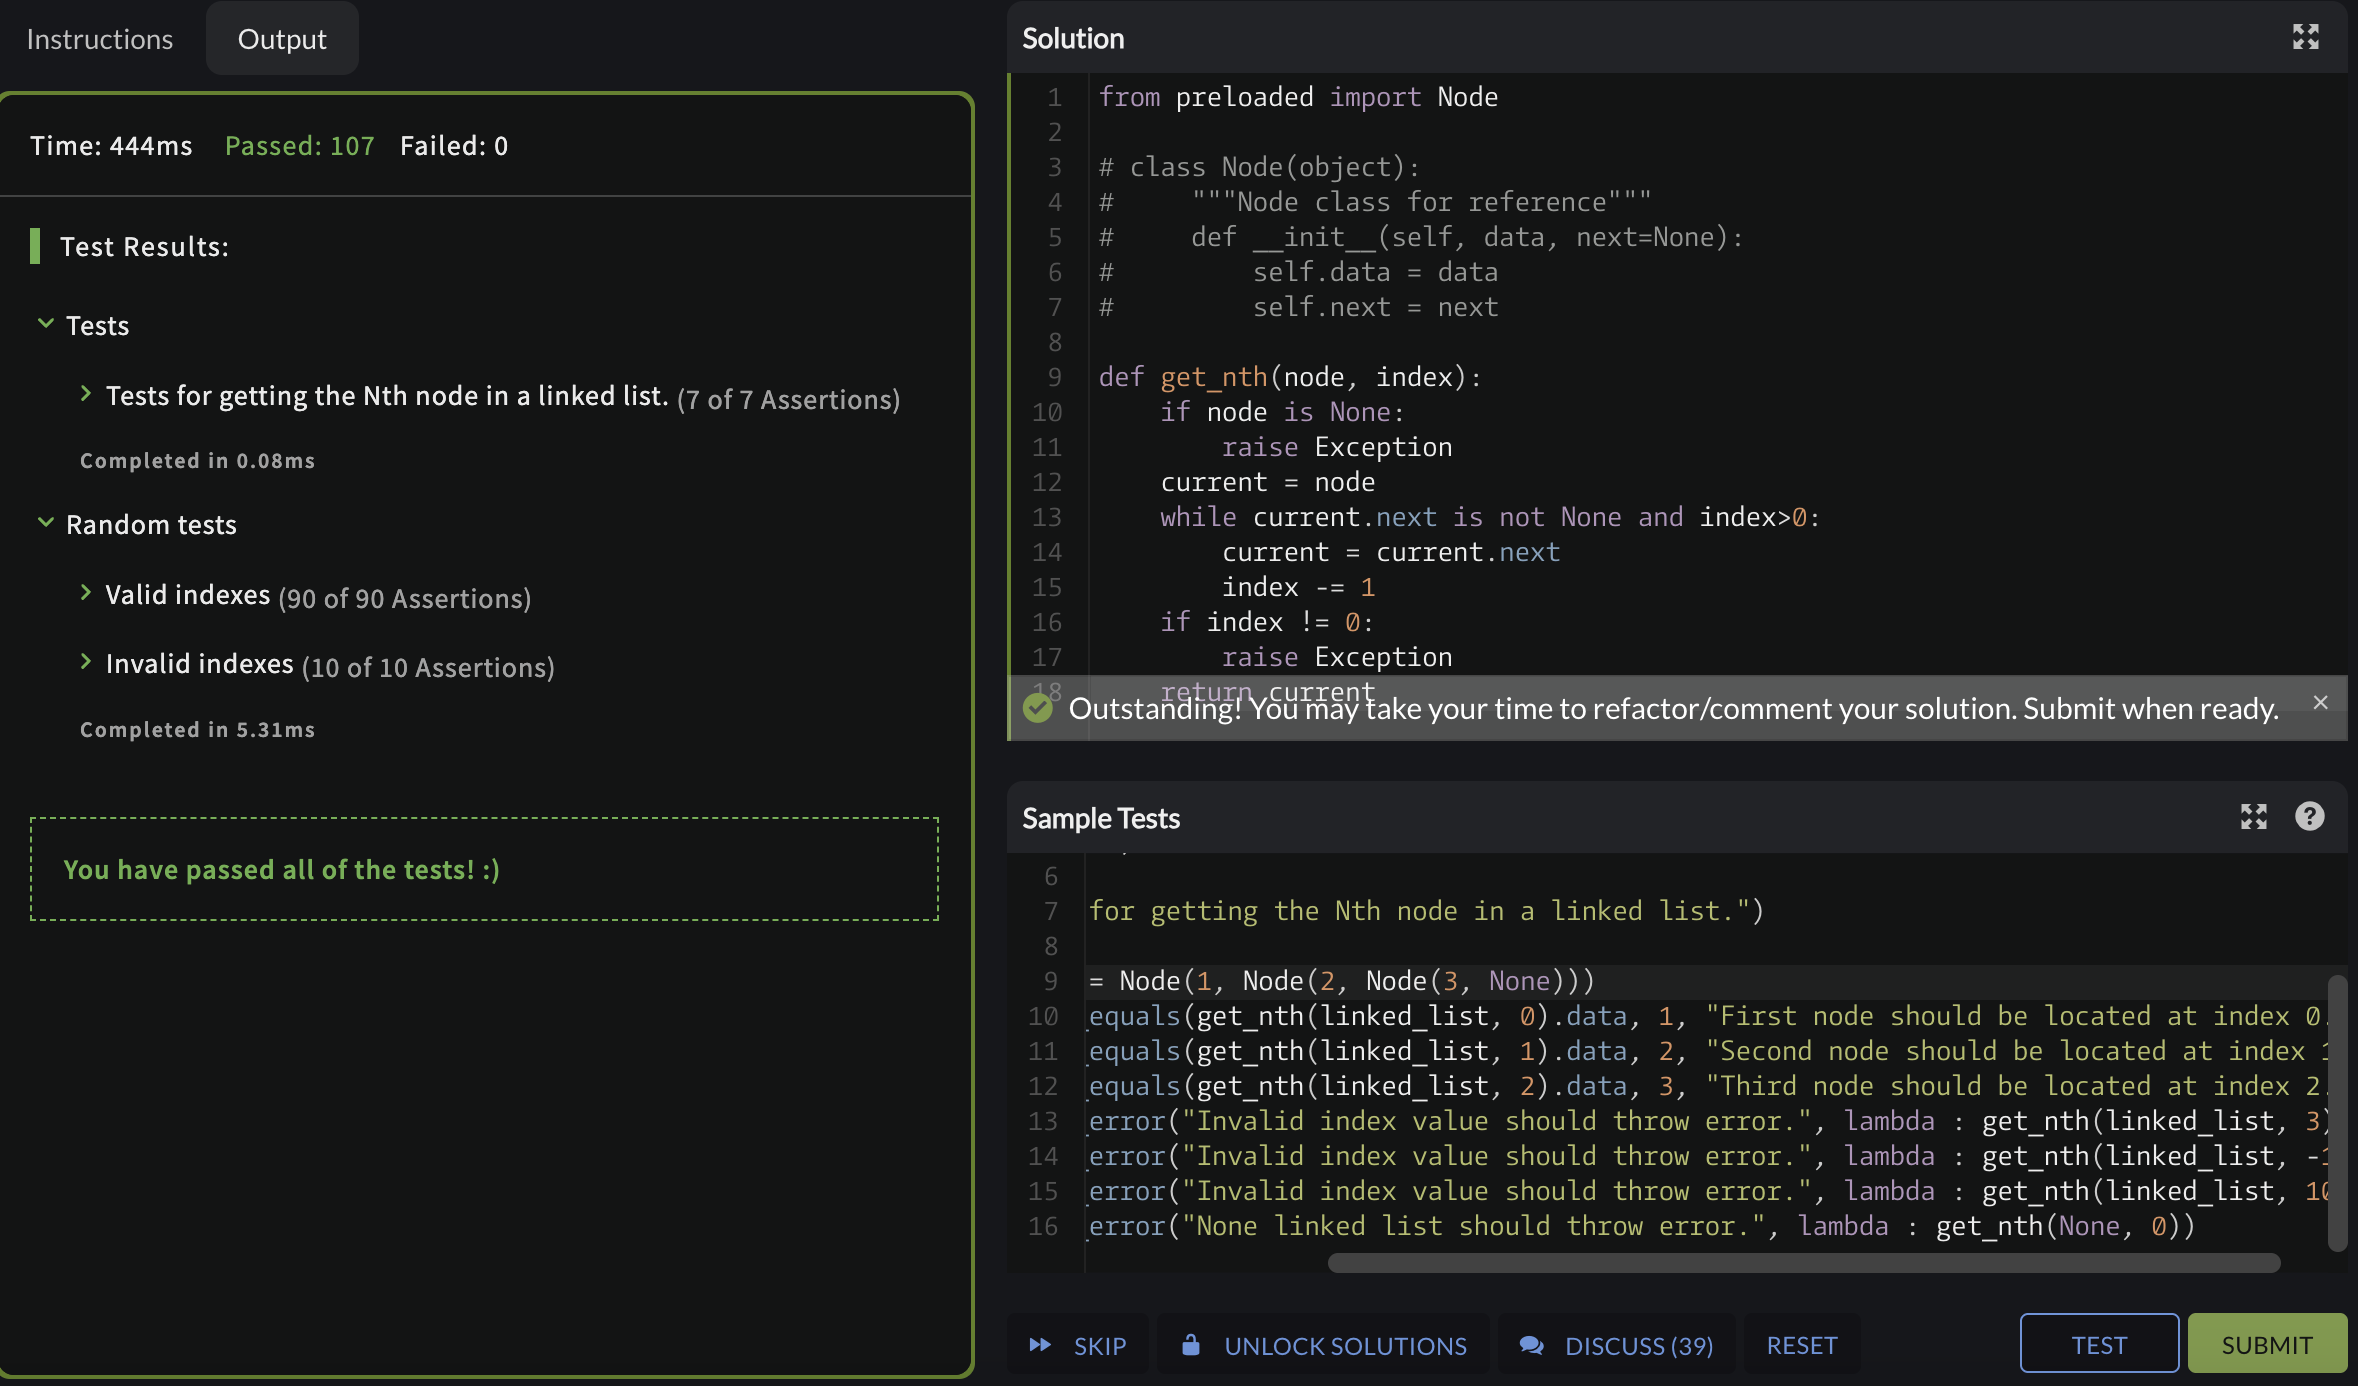 Instructions
Output
Time: 444ms Passed: 107 Failed: 0
Test Results:
Tests
Tests for getting the Nth node in a linked list. (7 of 7 Assertions)
Completed in 0.08ms
Random tests
Valid indexes (90 of 90 Assertions)
Invalid indexes (10 of 10 Assertions)
Completed in 5.31ms
You have passed all of the tests! :)
Solution
1 from preloaded import Node
2
3 # class Node(object):
4 #     """Node class for reference"""
5 #     def __init__(self, data, next=None):
6 #         self.data = data
7 #         self.next = next
8
9 def get_nth(node, index):
10     if node is None:
11         raise Exception
12     current = node
13     while current.next is not None and index>0:
14         current = current.next
15         index -= 1
16     if index != 0:
17         raise Exception
18     return current
Outstanding! You may take your time to refactor/comment your solution. Submit when ready.
Sample Tests
6
7 for getting the Nth node in a linked list.")
8
9 = Node(1, Node(2, Node(3, None)))
10 _equals(get_nth(linked_list, 0).data, 1, "First node should be located at index 0.
11 _equals(get_nth(linked_list, 1).data, 2, "Second node should be located at index 1
12 _equals(get_nth(linked_list, 2).data, 3, "Third node should be located at index 2.
13 _error("Invalid index value should throw error.", lambda : get_nth(linked_list, 3)
14 _error("Invalid index value should throw error.", lambda : get_nth(linked_list, -1
15 _error("Invalid index value should throw error.", lambda : get_nth(linked_list, 10
16 _error("None linked list should throw error.", lambda : get_nth(None, 0))
SKIP
UNLOCK SOLUTIONS
DISCUSS (39)
RESET
TEST
SUBMIT